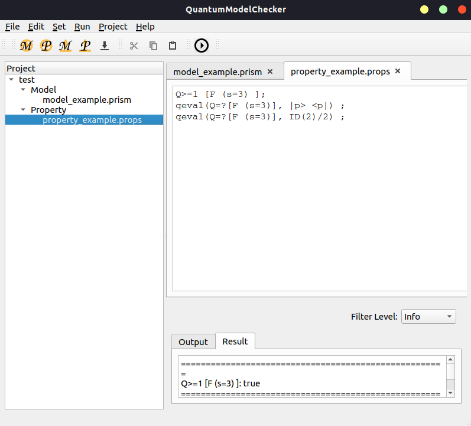 QuantumModelChecker
File Edit Set Run Project Help
M P M P
Project
test
Model
model_example.prism
Property
property_example.props
model_example.prism property_example.props
Q>=1 [F (s=3) ];
qeval(Q=?[F (s=3)], |p> <p|) ;
qeval(Q=?[F (s=3)], ID(2)/2) ;
Filter Level: Info
Output Result
=====================================================
=
Q>=1 [F (s=3) ]: true
=====================================================